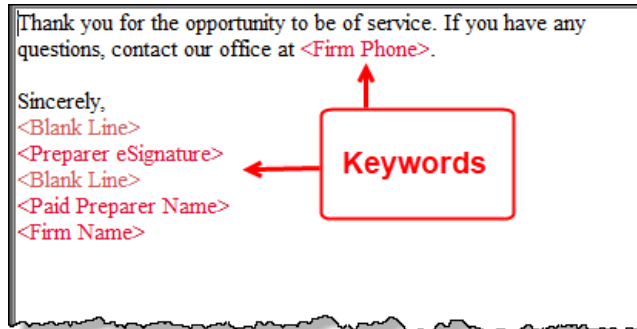 Thank you for the opportunity to be of service. If you have any
questions, contact our office at <Firm Phone>.
Sincerely,
<Blank Line>
<Preparer eSignature>
<Blank Line>
<Paid Preparer Name>
<Firm Name>
Keywords